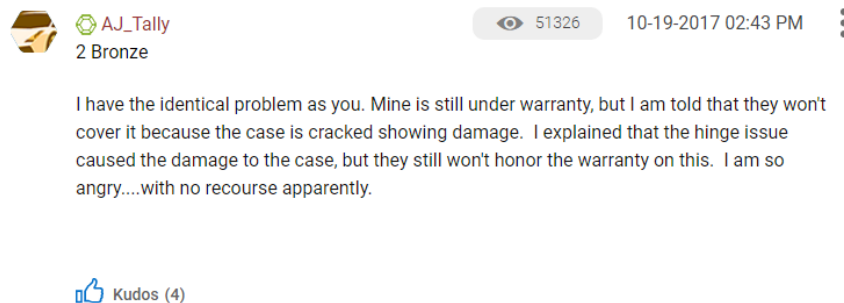 AJ_Tally
51326
10-19-2017 02:43 PM
2 Bronze
I have the identical problem as you. Mine is still under warranty, but I am told that they won't
cover it because the case is cracked showing damage.  I explained that the hinge issue
caused the damage to the case, but they still won't honor the warranty on this.  I am so
angry....with no recourse apparently.
Kudos (4)